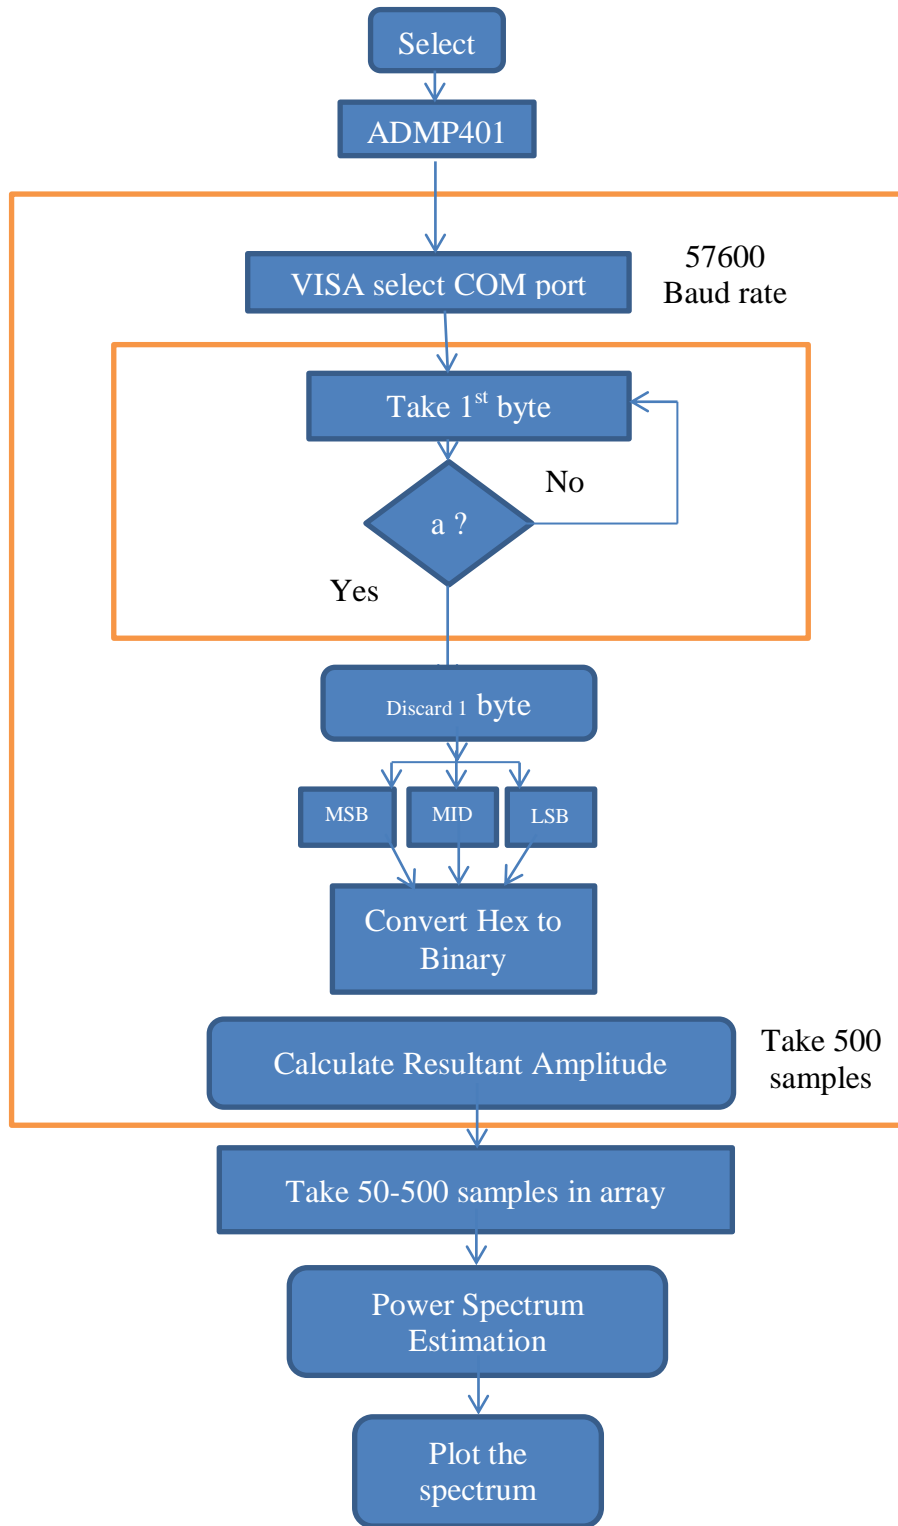 Select
ADMP401
57600
Baud rate
VISA select COM port
Take 1st byte
No
a ?
Yes
Discard 1 byte
MSB
MID
LSB
Convert Hex to
Binary
Take 500
samples
Calculate Resultant Amplitude
Take 50-500 samples in array
Power Spectrum
Estimation
Plot the
spectrum